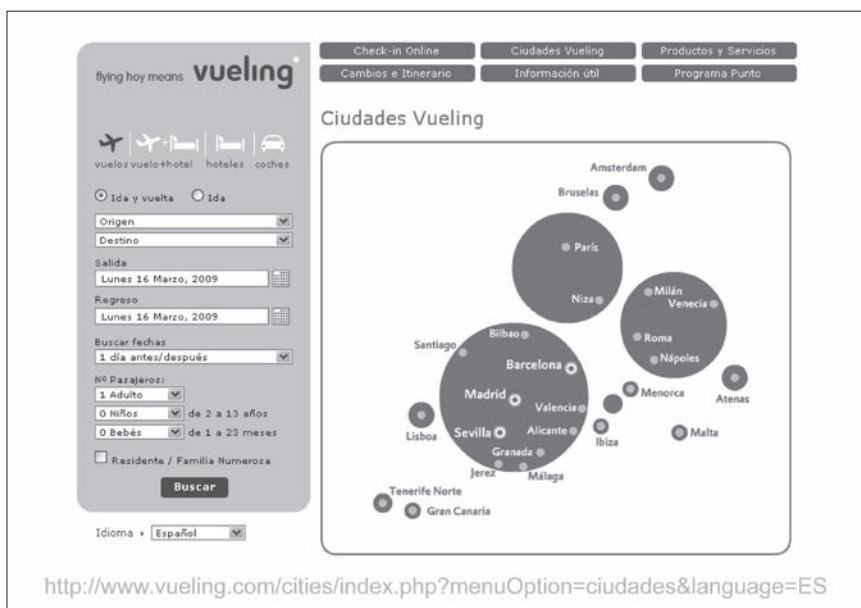 flying hoy means vueling
vuelos vuelo+hotel hoteles coches
Ida y vuelta Ida
Origen
Destino
Salida
Lunes 16 Marzo, 2009
Regreso
Lunes 16 Marzo, 2009
Buscar fechas
1 día antes/después
Nº Pasajeros:
1 Adulto
0 Niños de 2 a 13 años
0 Bebés de 1 a 23 meses
Residente / Familia Numerosa
Buscar
Idioma Español
Check-in Online Ciudades Vueling Productos y Servicios
Cambios e Itinerario Información útil Programa Punto
Ciudades Vueling
Amsterdam
Bruselas
París
Niza
Milán
Venecia
Roma
Nápoles
Bilbao
Santiago
Barcelona
Madrid
Menorca
Atenas
Valencia
Lisboa
Sevilla
Alicante
Ibiza
Malta
Granada
Jerez
Málaga
Tenerife Norte
Gran Canaria
http://www.vueling.com/cities/index.php?menuOption=ciudades&language=ES